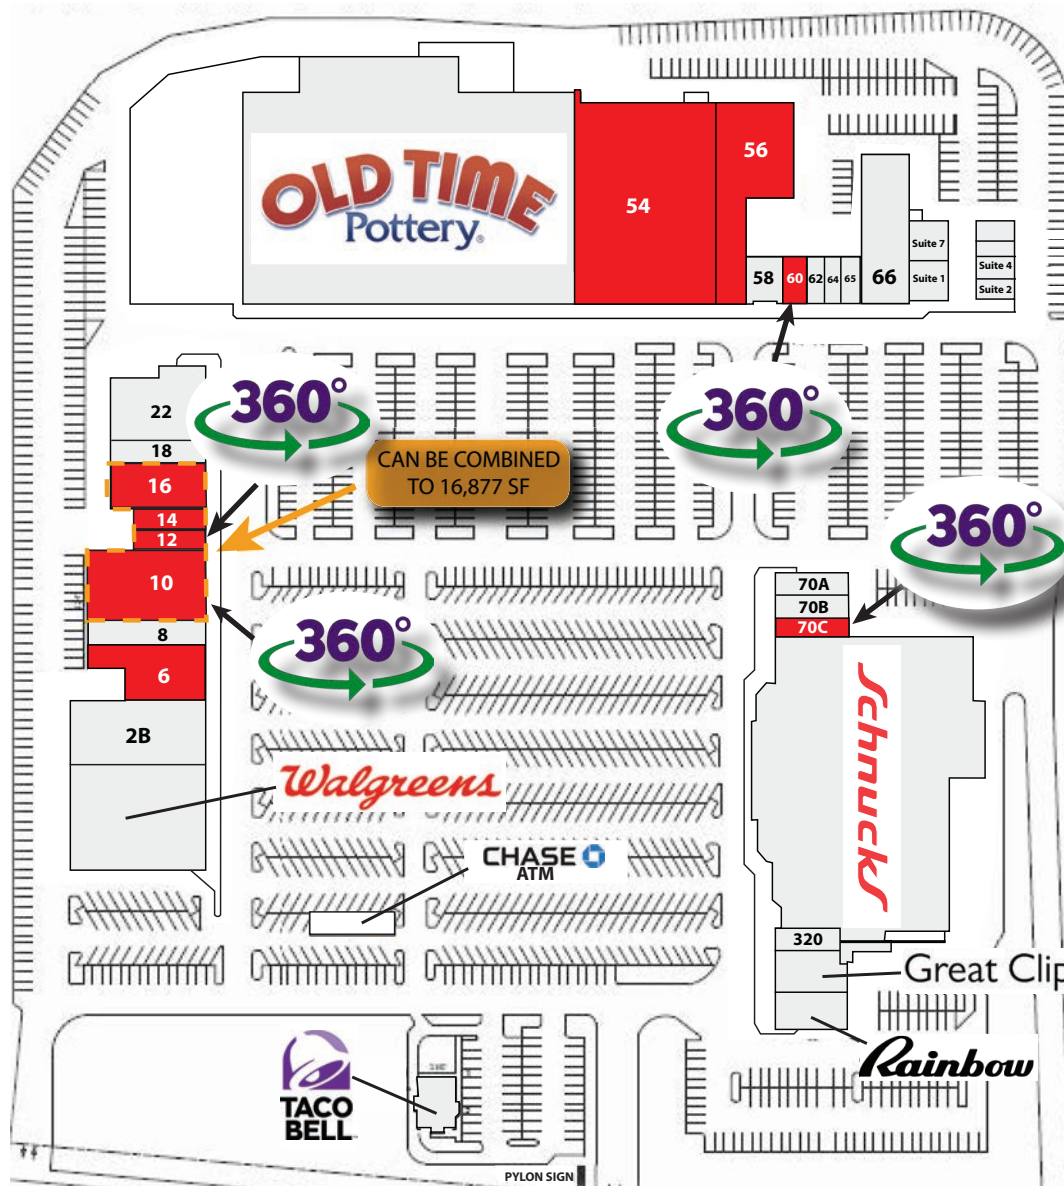 OLD TIME
Pottery®
54
56
58
60
62
64
65
66
Suite 7
Suite 1
Suite 4
Suite 2
22
18
16
14
12
10
8
6
2B
360°
CAN BE COMBINED
TO 16,877 SF
360°
360°
360°
70A
70B
70C
Schnucks
Walgreens
CHASE
ATM
320
Great Clip
Rainbow
TACO
BELL
PYLON SIGN